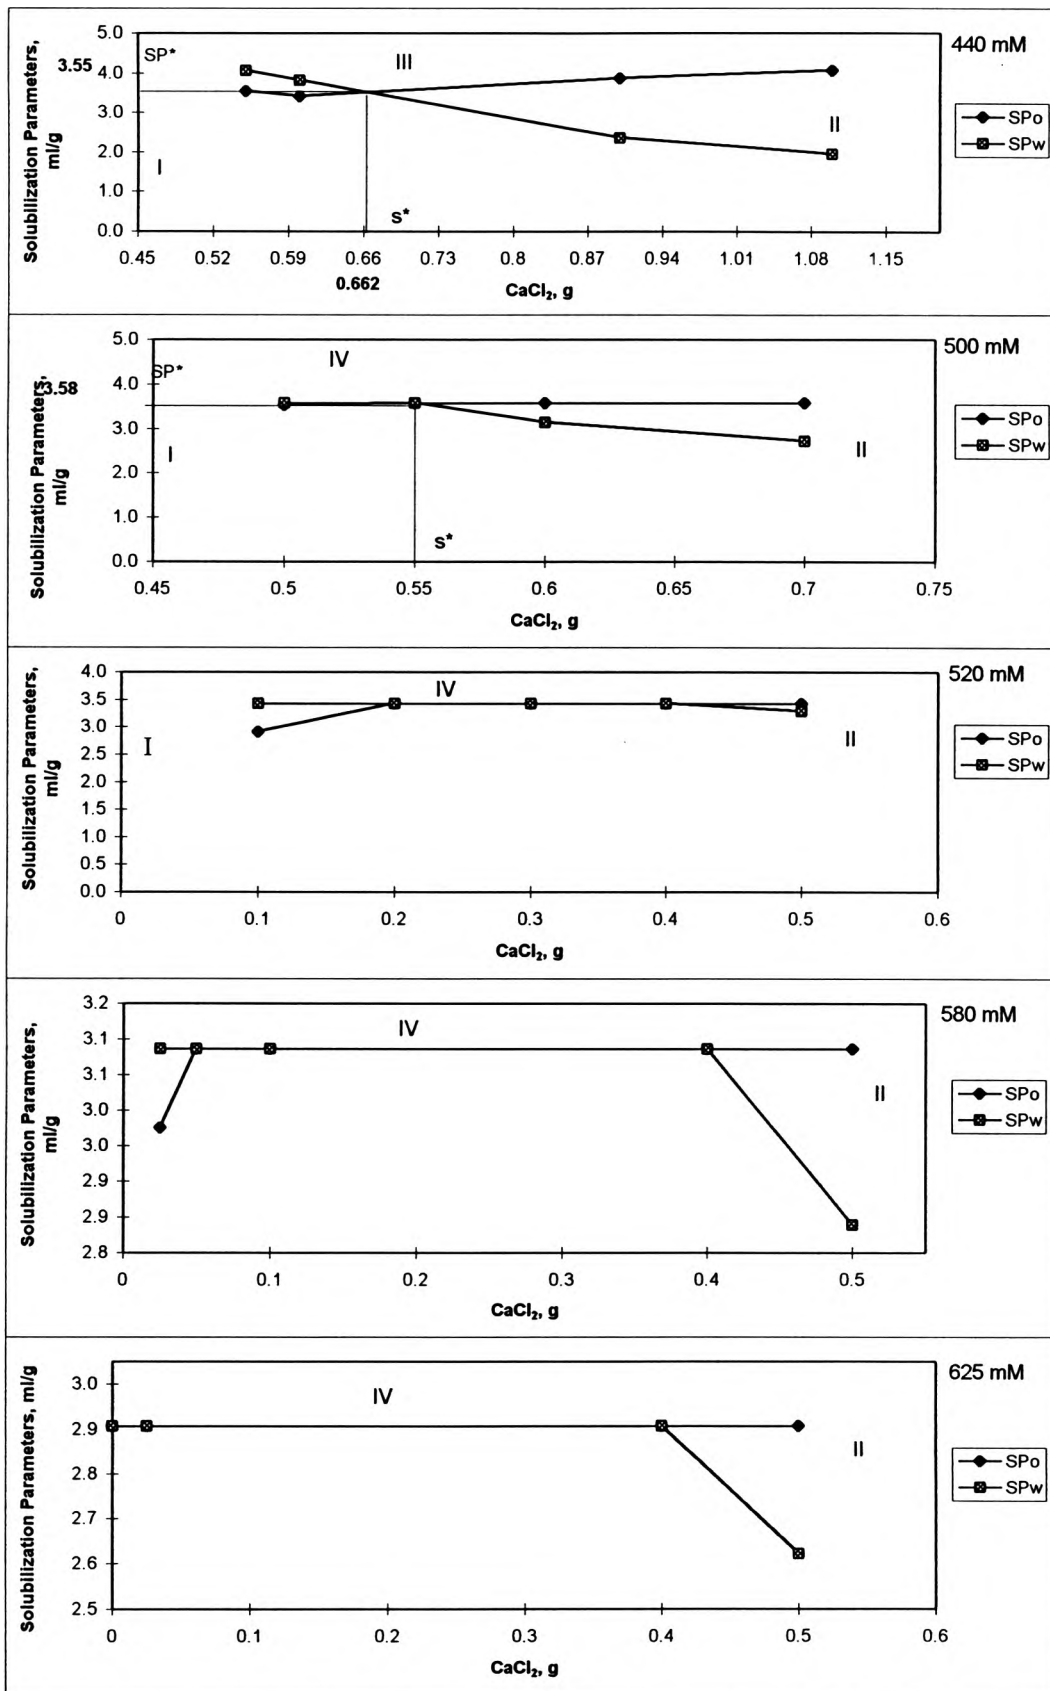 440 mM
Solubilization Parameters,
ml/g
5.0
4.0
3.0
2.0
1.0
0.0
3.55
SP*
III
I
II
s*
SPo
SPw
0.45 0.52 0.59 0.66 0.73 0.8 0.87 0.94 1.01 1.08 1.15
0.662
CaCl₂, g
500 mM
Solubilization Parameters,
ml/g
5.0
4.0
3.0
2.0
1.0
0.0
SP*
3.58
IV
I
II
s*
SPo
SPw
0.45 0.5 0.55 0.6 0.65 0.7 0.75
CaCl₂, g
520 mM
Solubilization Parameters,
ml/g
4.0
3.5
3.0
2.5
2.0
1.5
1.0
0.5
0.0
IV
I
II
SPo
SPw
0 0.1 0.2 0.3 0.4 0.5 0.6
CaCl₂, g
580 mM
Solubilization Parameters,
ml/g
3.2
3.1
3.1
3.0
3.0
2.9
2.9
2.8
IV
II
SPo
SPw
0 0.1 0.2 0.3 0.4 0.5
CaCl₂, g
625 mM
Solubilization Parameters, ml/g
3.0
2.9
2.8
2.7
2.6
2.5
IV
II
SPo
SPw
0 0.1 0.2 0.3 0.4 0.5 0.6
CaCl₂, g